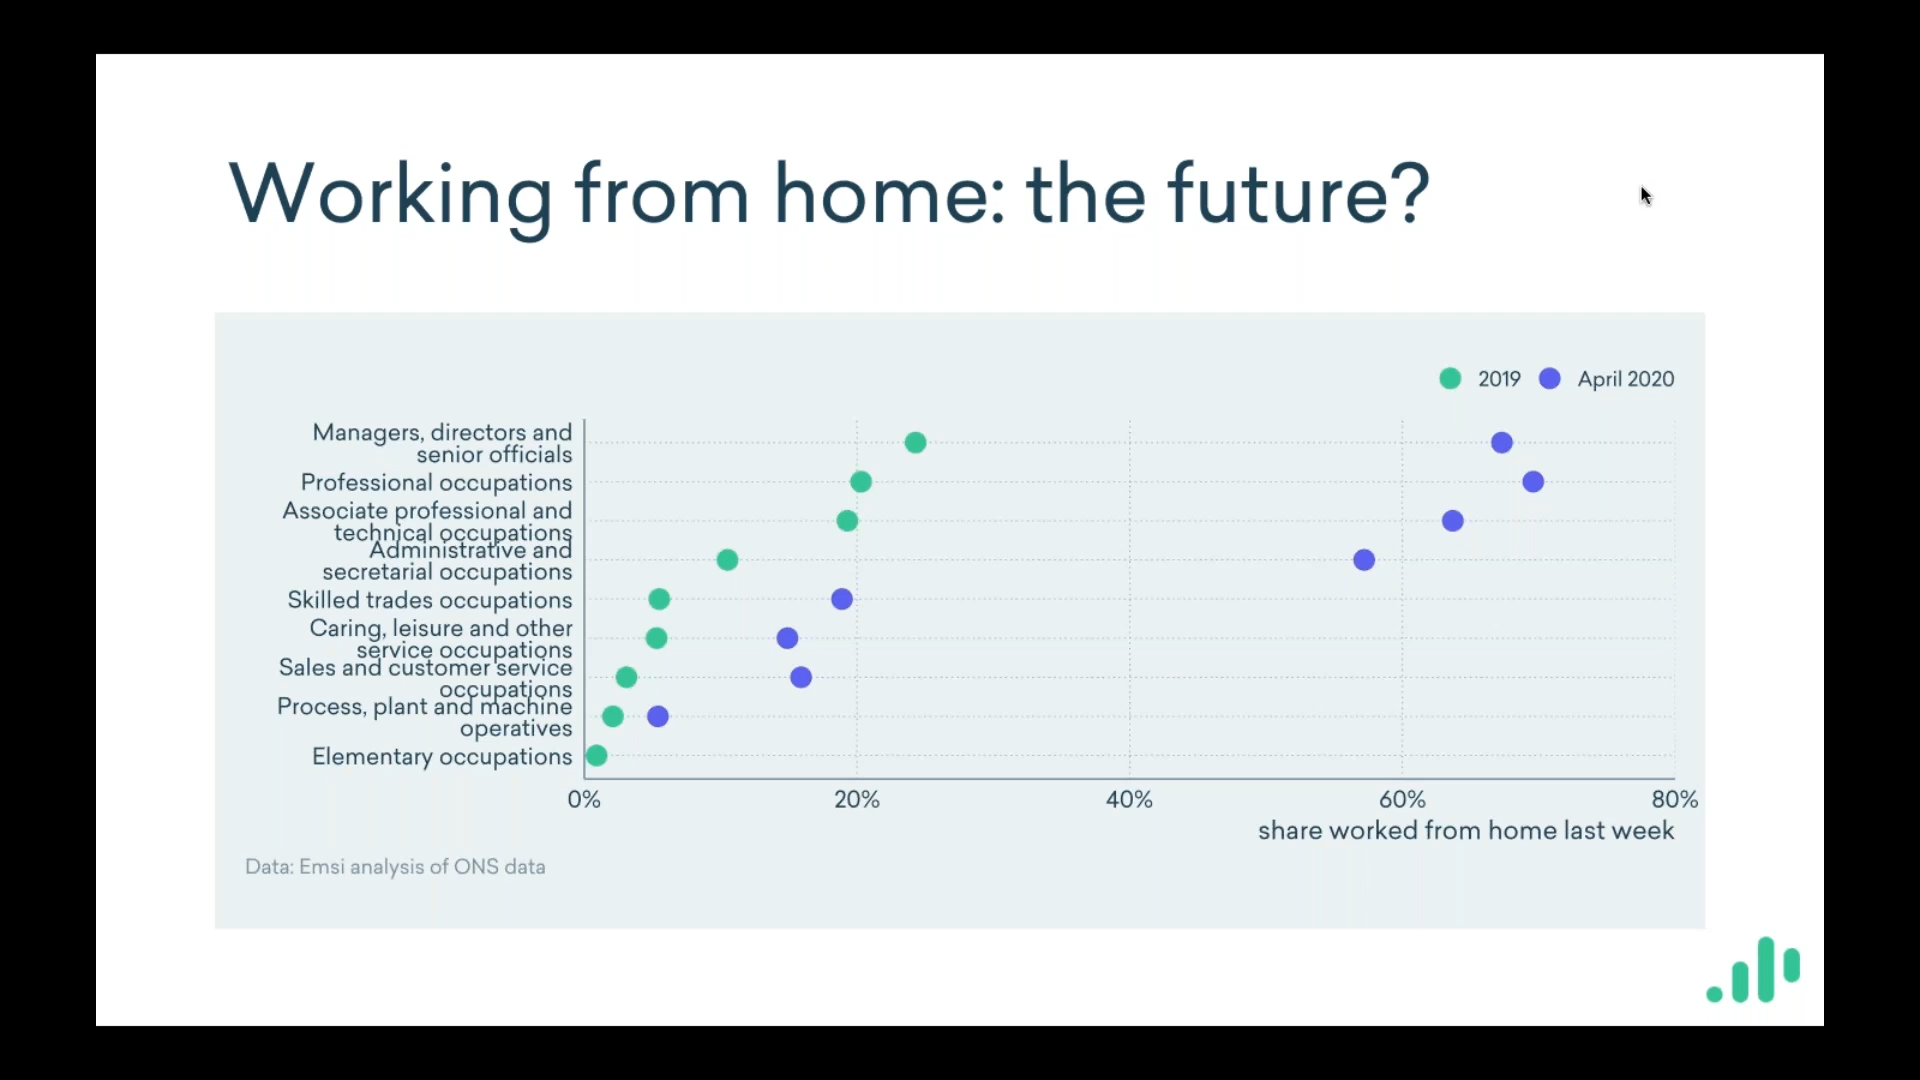 Working from home: the future?
2019 April 2020
Managers, directors and
senior officials
Professional occupations
Associate professional and
technical occupations
Administrative and
secretarial occupations
Skilled trades occupations
Caring, leisure and other
service occupations
Sales and customer service
occupations
Process, plant and machine
operatives
Elementary occupations
0% 20% 40% 60% 80%
share worked from home last week
Data: Emsi analysis of ONS data